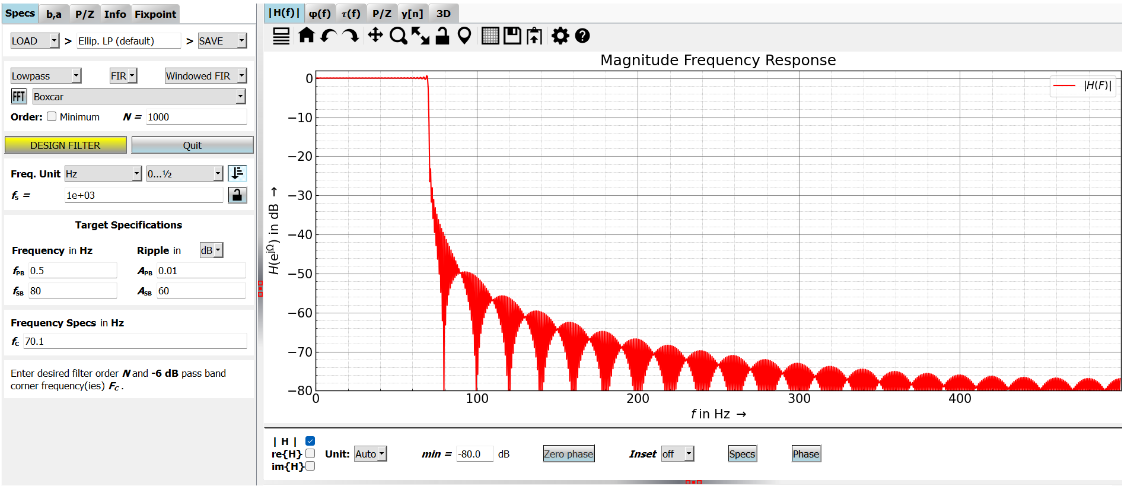 Specs b,a P/Z Info Fixpoint
LOAD > Ellip. LP (default) > SAVE
Lowpass FIR Windowed FIR
FFT Boxcar
Order: Minimum N = 1000
DESIGN FILTER Quit
Freq. Unit Hz 0...½
fS = 1e+03
Target Specifications
Frequency in Hz Ripple in dB
fPB 0.5 APB 0.01
fSB 80 ASB 60
Frequency Specs in Hz
fC 70.1
Enter desired filter order N and -6 dB pass band
corner frequency(ies) FC .
|H(f)| φ(f) τ(f) P/Z y[n] 3D
Magnitude Frequency Response
|H(F)|
H(e^jΩ) in dB →
0
−10
−20
−30
−40
−50
−60
−70
−80
0 100 200 300 400
f in Hz →
| H |
re{H} Unit: Auto min = -80.0 dB Zero phase Inset off Specs Phase
im{H}